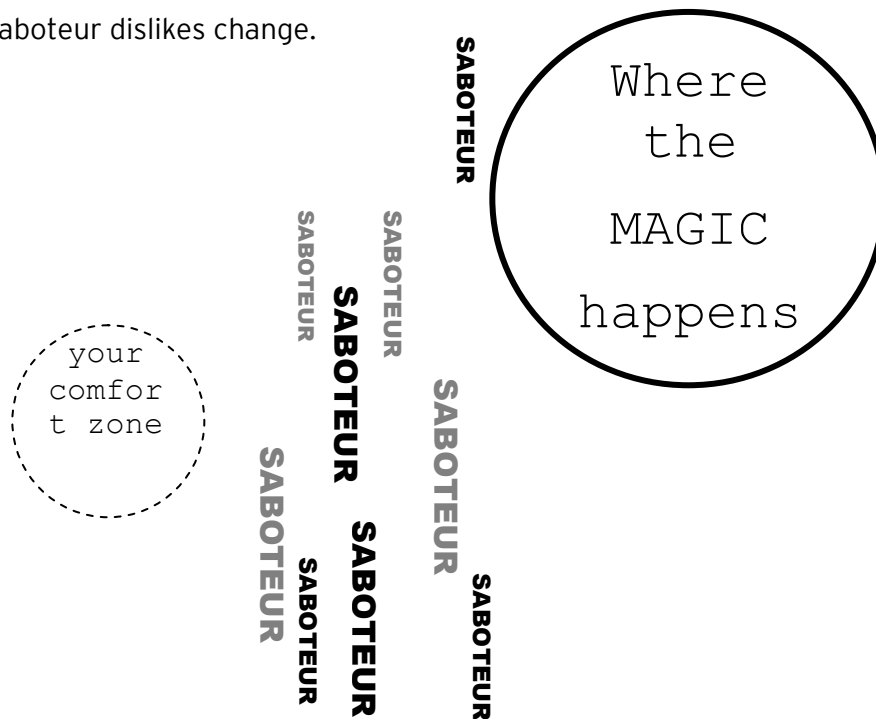 aboteur dislikes change.
SABOTEUR
Where
the
MAGIC
happens
SABOTEUR
SABOTEUR
SABOTEUR
your
comfor
t zone
SABOTEUR
SABOTEUR
SABOTEUR
SABOTEUR
SABOTEUR